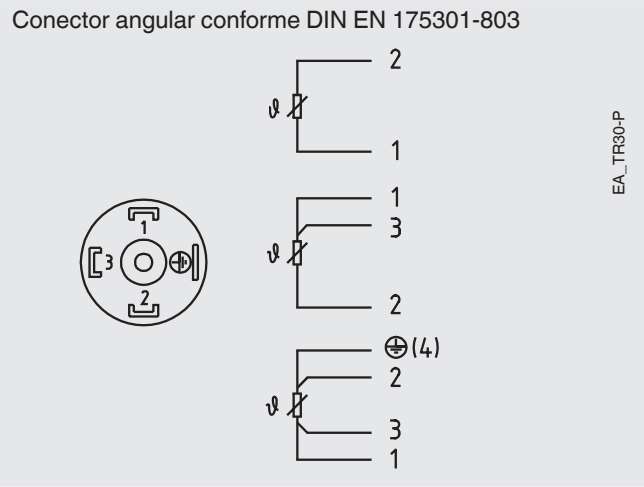 Conector angular conforme DIN EN 175301-803
2
ϑ
1
1
3
ϑ
2
1
3
2
(4)
2
ϑ
3
1
EA_TR30-P